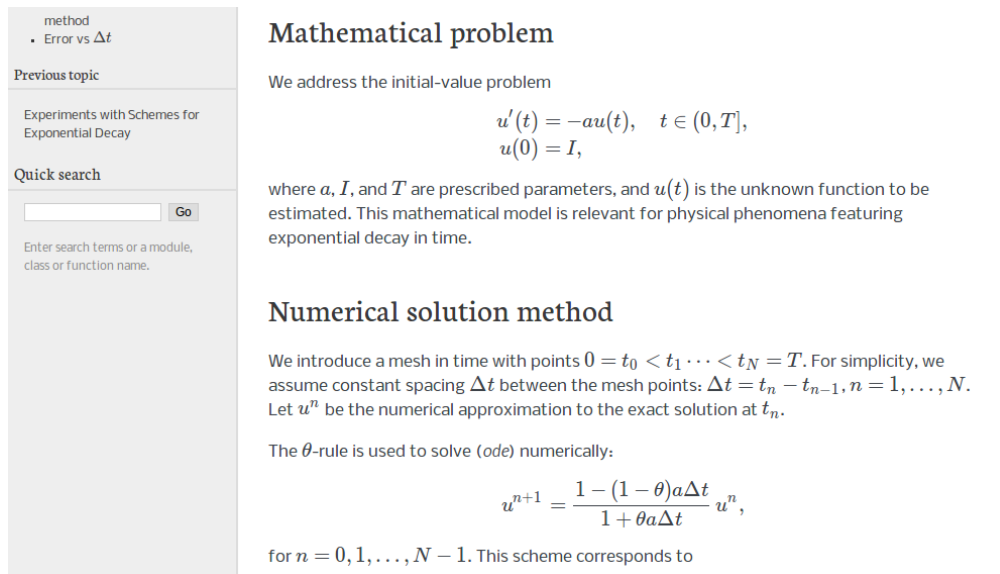 method
• Error vs Δt
Previous topic
Experiments with Schemes for
Exponential Decay
Quick search
Go
Enter search terms or a module,
class or function name.
Mathematical problem
We address the initial-value problem
u′(t) = −au(t), t ∈ (0, T],
u(0) = I,
where a, I, and T are prescribed parameters, and u(t) is the unknown function to be
estimated. This mathematical model is relevant for physical phenomena featuring
exponential decay in time.
Numerical solution method
We introduce a mesh in time with points 0 = t₀ < t₁ ⋯ < t_N = T. For simplicity, we
assume constant spacing Δt between the mesh points: Δt = tₙ − tₙ₋₁, n = 1, …, N.
Let uⁿ be the numerical approximation to the exact solution at tₙ.
The θ-rule is used to solve (ode) numerically:
uⁿ⁺¹ = (1 − (1 − θ)aΔt)/(1 + θaΔt) uⁿ,
for n = 0, 1, …, N − 1. This scheme corresponds to